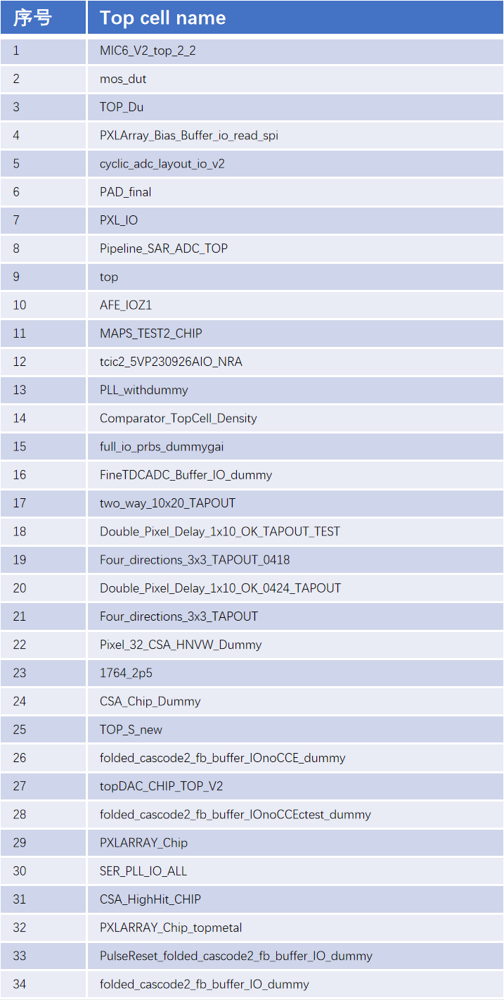 序号 Top cell name
1 MIC6_V2_top_2_2
2 mos_dut
3 TOP_Du
4 PXLArray_Bias_Buffer_io_read_spi
5 cyclic_adc_layout_io_v2
6 PAD_final
7 PXL_IO
8 Pipeline_SAR_ADC_TOP
9 top
10 AFE_IOZ1
11 MAPS_TEST2_CHIP
12 tcic2_5VP230926AIO_NRA
13 PLL_withdummy
14 Comparator_TopCell_Density
15 full_io_prbs_dummygai
16 FineTDCADC_Buffer_IO_dummy
17 two_way_10x20_TAPOUT
18 Double_Pixel_Delay_1x10_OK_TAPOUT_TEST
19 Four_directions_3x3_TAPOUT_0418
20 Double_Pixel_Delay_1x10_OK_0424_TAPOUT
21 Four_directions_3x3_TAPOUT
22 Pixel_32_CSA_HNVW_Dummy
23 1764_2p5
24 CSA_Chip_Dummy
25 TOP_S_new
26 folded_cascode2_fb_buffer_IOnoCCE_dummy
27 topDAC_CHIP_TOP_V2
28 folded_cascode2_fb_buffer_IOnoCCEctest_dummy
29 PXLARRAY_Chip
30 SER_PLL_IO_ALL
31 CSA_HighHit_CHIP
32 PXLARRAY_Chip_topmetal
33 PulseReset_folded_cascode2_fb_buffer_IO_dummy
34 folded_cascode2_fb_buffer_IO_dummy